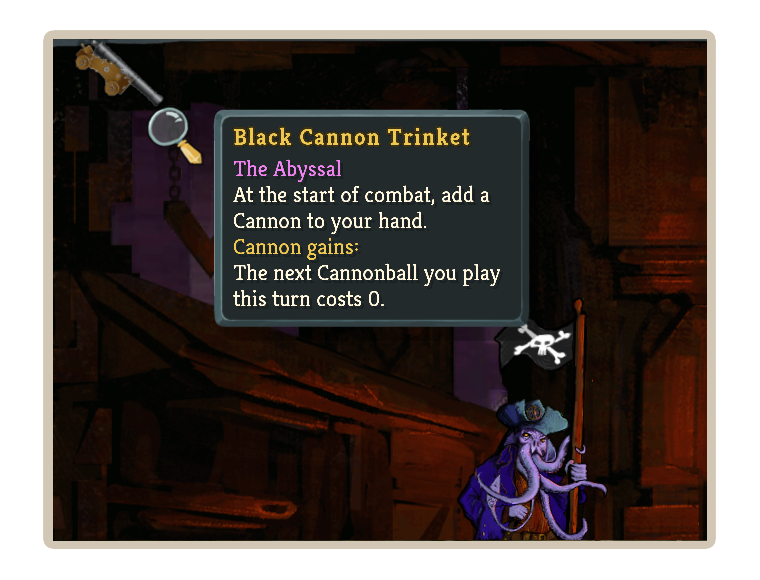 Black Cannon Trinket
The Abyssal
At the start of combat, add a
Cannon to your hand.
Cannon gains:
The next Cannonball you play
this turn costs 0.